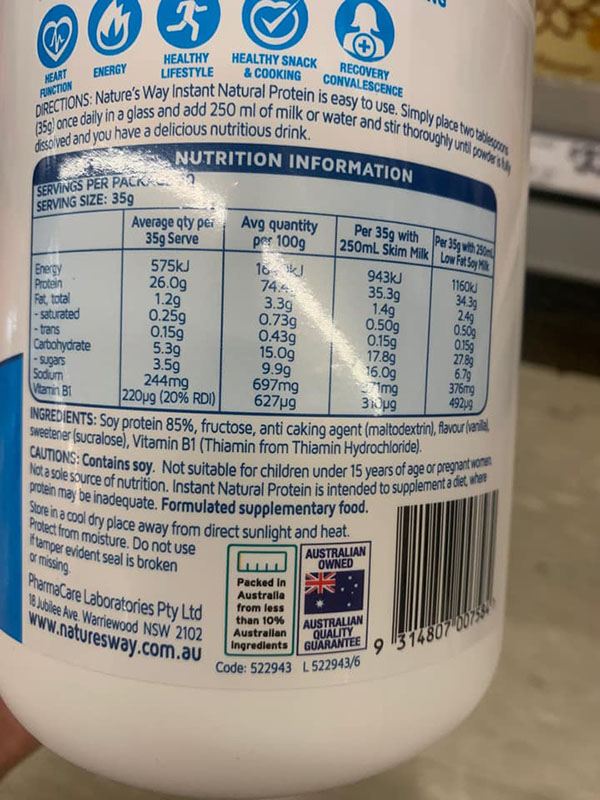 HEART
FUNCTION
ENERGY
HEALTHY
LIFESTYLE
HEALTHY SNACK
& COOKING
RECOVERY
CONVALESCENCE
DIRECTIONS: Nature's Way Instant Natural Protein is easy to use. Simply place two tablespoons
(35g) once daily in a glass and add 250 ml of milk or water and stir thoroughly until powder is fully
dissolved and you have a delicious nutritious drink.
NUTRITION INFORMATION
SERVINGS PER
SERVING SIZE: 35g
Average qty per 35g Serve Avg quantity per 100g Per 35g with 250mL Skim Milk Per 35g with 250mL Low Fat Soy Milk
Energy 575kJ 943kJ 1160kJ
Protein 26.0g 35.3g 34.3g
Fat, total 1.2g 3.3g 1.4g 2.4g
- saturated 0.25g 0.73g 0.50g 0.50g
- trans 0.15g 0.43g 0.15g 0.15g
Carbohydrate 5.3g 15.0g 17.8g 27.8g
- sugars 3.5g 9.9g 16.0g 6.7g
Sodium 244mg 697mg 376mg
Vitamin B1 220µg (20% RDI) 627µg 492µg
INGREDIENTS: Soy protein 85%, fructose, anti caking agent (maltodextrin), flavour (vanilla),
sweetener (sucralose), Vitamin B1 (Thiamin from Thiamin Hydrochloride).
CAUTIONS: Contains soy. Not suitable for children under 15 years of age or pregnant women.
Not a sole source of nutrition. Instant Natural Protein is intended to supplement a diet, where
protein may be inadequate. Formulated supplementary food.
Store in a cool dry place away from direct sunlight and heat.
Protect from moisture. Do not use
if tamper evident seal is broken
or missing.
PharmaCare Laboratories Pty Ltd
18 Jubilee Ave. Warriewood NSW 2102
www.naturesway.com.au
Packed in
Australia
from less
than 10%
Australian
Ingredients
AUSTRALIAN
OWNED
AUSTRALIAN
QUALITY
GUARANTEE
Code: 522943 L522943/6
9 314807